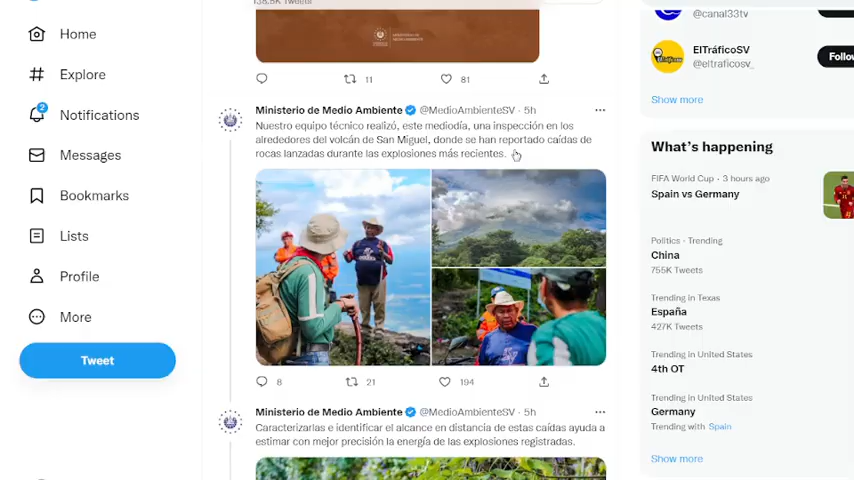 Home
Explore
2
Notifications
Messages
Bookmarks
Lists
Profile
More
Tweet
138,5K Tweets
11
81
Ministerio de Medio Ambiente @MedioAmbienteSV · 5h
Nuestro equipo técnico realizó, este mediodía, una inspección en los
alrededores del volcán de San Miguel, donde se han reportado caídas de
rocas lanzadas durante las explosiones más recientes.
8
21
194
Ministerio de Medio Ambiente @MedioAmbienteSV · 5h
Caracterizarlas e identificar el alcance en distancia de estas caídas ayuda a
estimar con mejor precisión la energía de las explosiones registradas.
@canal33tv
ElTráficoSV
@eltraficosv_
Follow
Show more
What's happening
FIFA World Cup · 3 hours ago
Spain vs Germany
Politics · Trending
China
755K Tweets
Trending in Texas
España
427K Tweets
Trending in United States
4th OT
Trending in United States
Germany
Trending with Spain
Show more